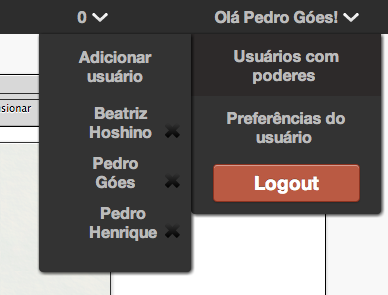 0
Olá Pedro Góes!
Adicionar
usuário
Beatriz
Hoshino
Pedro
Góes
Pedro
Henrique
Usuários com
poderes
Preferências do
usuário
Logout